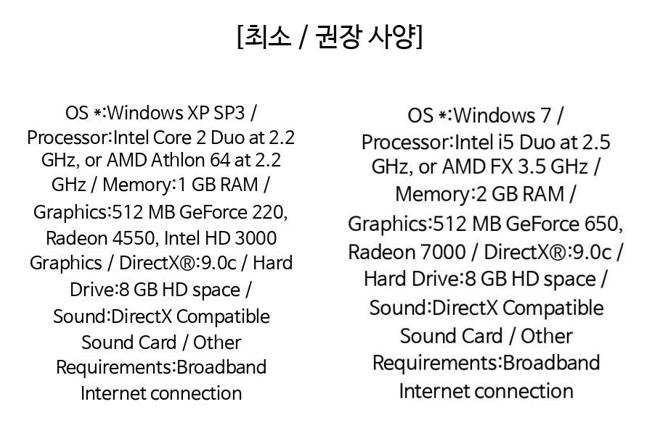 [최소 / 권장 사양]
OS *:Windows XP SP3 /
Processor:Intel Core 2 Duo at 2.2
GHz, or AMD Athlon 64 at 2.2
GHz / Memory:1 GB RAM /
Graphics:512 MB GeForce 220,
Radeon 4550, Intel HD 3000
Graphics / DirectX®:9.0c / Hard
Drive:8 GB HD space /
Sound:DirectX Compatible
Sound Card / Other
Requirements:Broadband
Internet connection
OS *:Windows 7 /
Processor:Intel i5 Duo at 2.5
GHz, or AMD FX 3.5 GHz /
Memory:2 GB RAM /
Graphics:512 MB GeForce 650,
Radeon 7000 / DirectX®:9.0c /
Hard Drive:8 GB HD space /
Sound:DirectX Compatible
Sound Card / Other
Requirements:Broadband
Internet connection